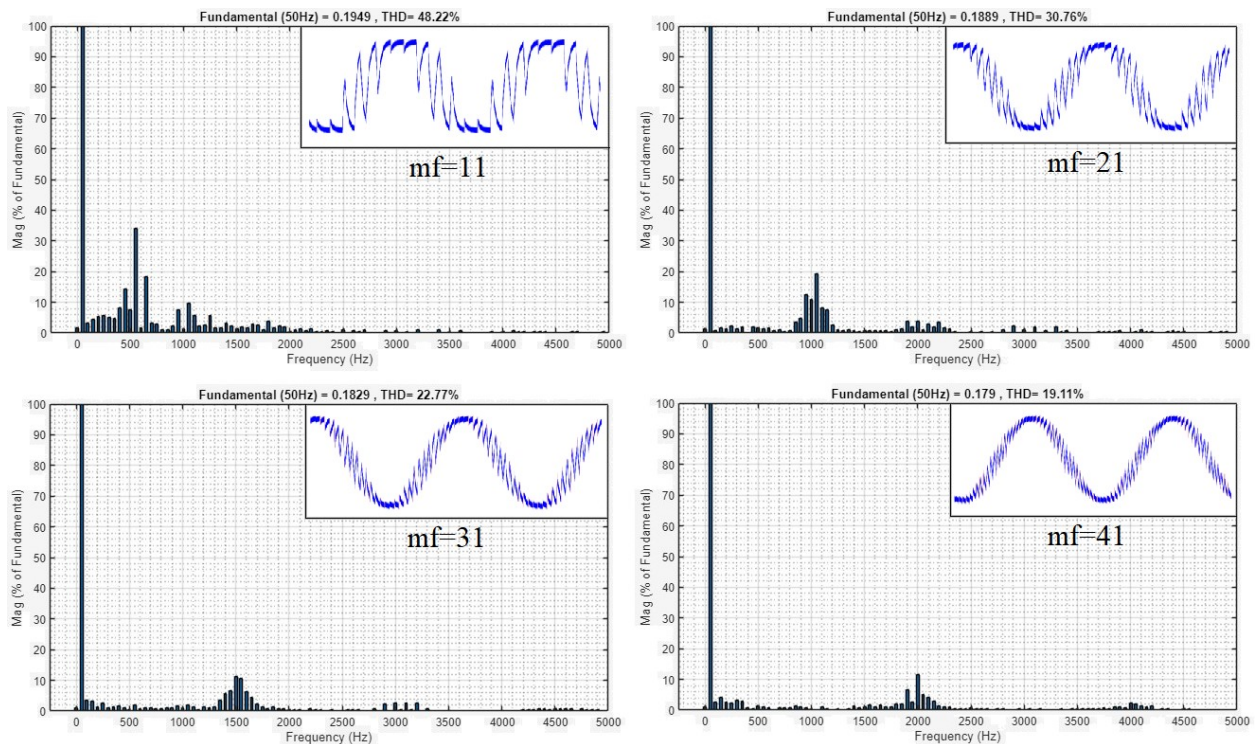 Fundamental (50Hz) = 0.1949 , THD= 48.22%
100
90
80
70
60
50
40
30
20
10
0
Mag (% of Fundamental)
mf=11
0 500 1000 1500 2000 2500 3000 3500 4000 4500 5000
Frequency (Hz)
Fundamental (50Hz) = 0.1889 , THD= 30.76%
100
90
80
70
60
50
40
30
20
10
0
Mag (% of Fundamental)
mf=21
0 500 1000 1500 2000 2500 3000 3500 4000 4500 5000
Frequency (Hz)
Fundamental (50Hz) = 0.1829 , THD= 22.77%
100
90
80
70
60
50
40
30
20
10
0
Mag (% of Fundamental)
mf=31
0 500 1000 1500 2000 2500 3000 3500 4000 4500 5000
Frequency (Hz)
Fundamental (50Hz) = 0.179 , THD= 19.11%
100
90
80
70
60
50
40
30
20
10
0
Mag (% of Fundamental)
mf=41
0 500 1000 1500 2000 2500 3000 3500 4000 4500 5000
Frequency (Hz)